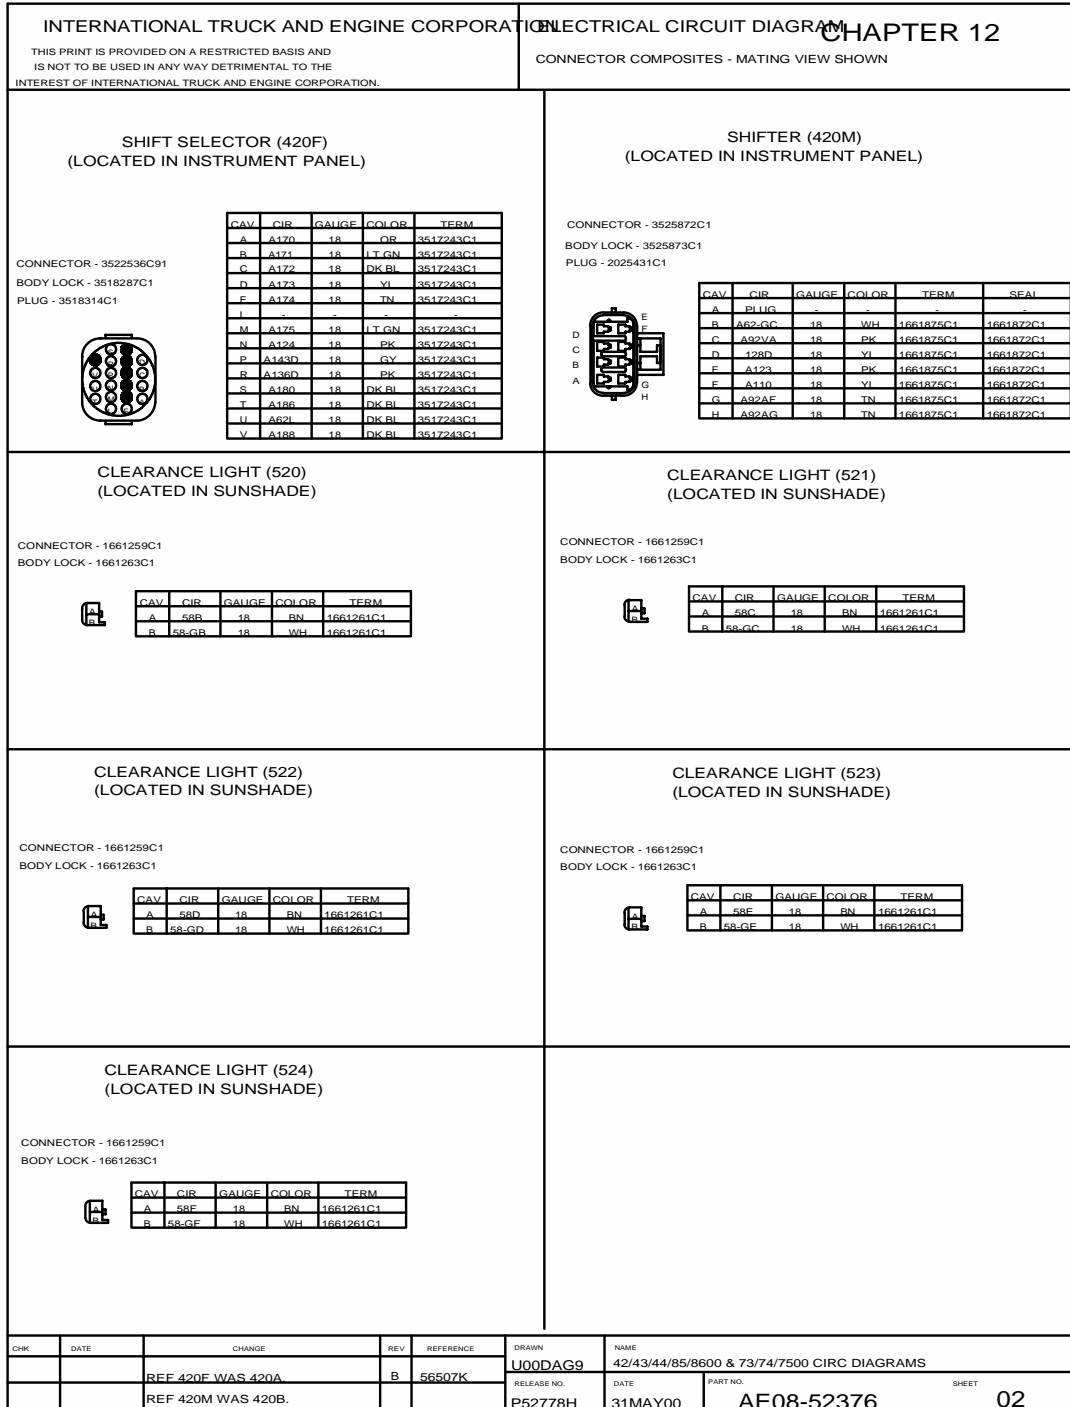 INTERNATIONAL TRUCK AND ENGINE CORPORATION
THIS PRINT IS PROVIDED ON A RESTRICTED BASIS AND
IS NOT TO BE USED IN ANY WAY DETRIMENTAL TO THE
INTEREST OF INTERNATIONAL TRUCK AND ENGINE CORPORATION.
ELECTRICAL CIRCUIT DIAGRAM
CHAPTER 12
CONNECTOR COMPOSITES - MATING VIEW SHOWN
SHIFT SELECTOR (420F)
(LOCATED IN INSTRUMENT PANEL)
CONNECTOR - 3522536C91
BODY LOCK - 3518287C1
PLUG - 3518314C1
CAV CIR GAUGE COLOR TERM
A A170 18 OR 3517243C1
B A171 18 LT GN 3517243C1
C A172 18 DK BL 3517243C1
D A173 18 YL 3517243C1
A174 18 TN 3517243C1
- - - -
M A175 18 LT GN 3517243C1
N A124 18 PK 3517243C1
P A143D 18 GY 3517243C1
R A136D 18 PK 3517243C1
S A180 18 DK BL 3517243C1
T A186 18 DK BL 3517243C1
U A62L 18 DK BL 3517243C1
V A188 18 DK BL 3517243C1
SHIFTER (420M)
(LOCATED IN INSTRUMENT PANEL)
CONNECTOR - 3525872C1
BODY LOCK - 3525873C1
PLUG - 2025431C1
D
C
B
A
E
F
G
H
CAV CIR GAUGE COLOR TERM SEAL
A PLUG - - - -
B A62-GC 18 WH 1661875C1 1661872C1
C A92VA 18 PK 1661875C1 1661872C1
D 128D 18 YL 1661875C1 1661872C1
E A123 18 PK 1661875C1 1661872C1
F A110 18 YL 1661875C1 1661872C1
G 18 TN 1661875C1 1661872C1
H A92AG 18 TN 1661875C1 1661872C1
CLEARANCE LIGHT (520)
(LOCATED IN SUNSHADE)
CONNECTOR - 1661259C1
BODY LOCK - 1661263C1
A
B
CAV CIR GAUGE COLOR TERM
A 58B 18 BN 1661261C1
B 58-GB 18 WH 1661261C1
CLEARANCE LIGHT (521)
(LOCATED IN SUNSHADE)
CONNECTOR - 1661259C1
BODY LOCK - 1661263C1
A
B
CAV CIR GAUGE COLOR TERM
A 58C 18 BN 1661261C1
B 58-GC 18 WH 1661261C1
CLEARANCE LIGHT (522)
(LOCATED IN SUNSHADE)
CONNECTOR - 1661259C1
BODY LOCK - 1661263C1
A
B
CAV CIR GAUGE COLOR TERM
A 58D 18 BN 1661261C1
B 58-GD 18 WH 1661261C1
CLEARANCE LIGHT (523)
(LOCATED IN SUNSHADE)
CONNECTOR - 1661259C1
BODY LOCK - 1661263C1
A
B
CAV CIR GAUGE COLOR TERM
A 58E 18 BN 1661261C1
B 58-GE 18 WH 1661261C1
CLEARANCE LIGHT (524)
(LOCATED IN SUNSHADE)
CONNECTOR - 1661259C1
BODY LOCK - 1661263C1
A
B
CAV CIR GAUGE COLOR TERM
A 58F 18 BN 1661261C1
B 58-GF 18 WH 1661261C1
CHK DATE CHANGE REV REFERENCE
REF 420F WAS 420A. B 56507K
REF 420M WAS 420B.
DRAWN
U00DAG9
NAME
42/43/44/85/8600 & 73/74/7500 CIRC DIAGRAMS
RELEASE NO.
P52778H
DATE
31MAY00
PART NO.
AE08-52376
SHEET
02